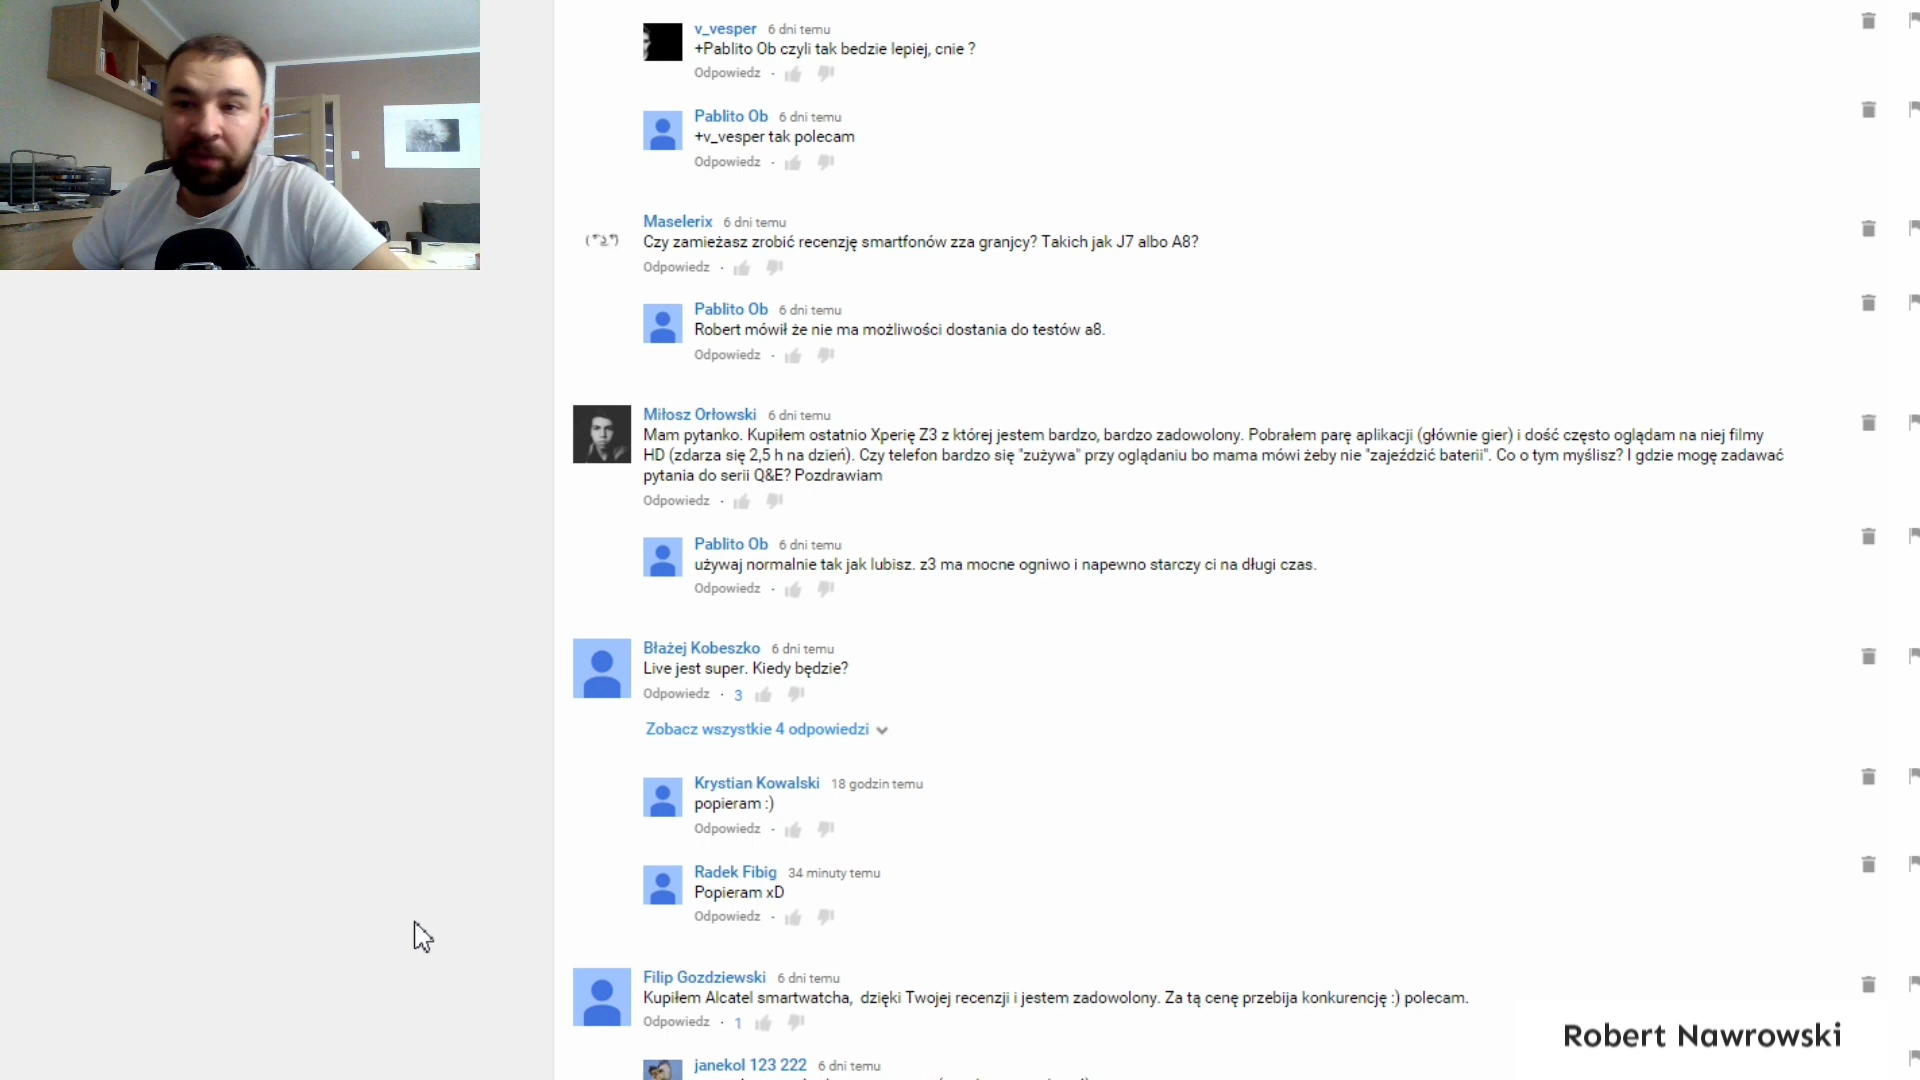 v_vesper 6 dni temu
+Pablito Ob czyli tak bedzie lepiej, cnie ?
Odpowiedz ·
Pablito Ob 6 dni temu
+v_vesper tak polecam
Odpowiedz ·
Maselerix 6 dni temu
Czy zamieżasz zrobić recenzję smartfonów zza granjcy? Takich jak J7 albo A8?
Odpowiedz ·
Pablito Ob 6 dni temu
Robert mówił że nie ma możliwości dostania do testów a8.
Odpowiedz ·
Miłosz Orłowski 6 dni temu
Mam pytanko. Kupiłem ostatnio Xperię Z3 z której jestem bardzo, bardzo zadowolony. Pobrałem parę aplikacji (głównie gier) i dość często oglądam na niej filmy
HD (zdarza się 2,5 h na dzień). Czy telefon bardzo się "zużywa" przy oglądaniu bo mama mówi żeby nie "zajeździć baterii". Co o tym myślisz? I gdzie mogę zadawać
pytania do serii Q&E? Pozdrawiam
Odpowiedz ·
Pablito Ob 6 dni temu
używaj normalnie tak jak lubisz. z3 ma mocne ogniwo i napewno starczy ci na długi czas.
Odpowiedz ·
Błażej Kobeszko 6 dni temu
Live jest super. Kiedy będzie?
Odpowiedz · 3
Zobacz wszystkie 4 odpowiedzi
Krystian Kowalski 18 godzin temu
popieram :)
Odpowiedz ·
Radek Fibig 34 minuty temu
Popieram xD
Odpowiedz ·
Filip Gozdziewski 6 dni temu
Kupiłem Alcatel smartwatcha, dzięki Twojej recenzji i jestem zadowolony. Za tą cenę przebija konkurencję :) polecam.
Odpowiedz · 1
Robert Nawrowski
janekol 123 222 6 dni temu